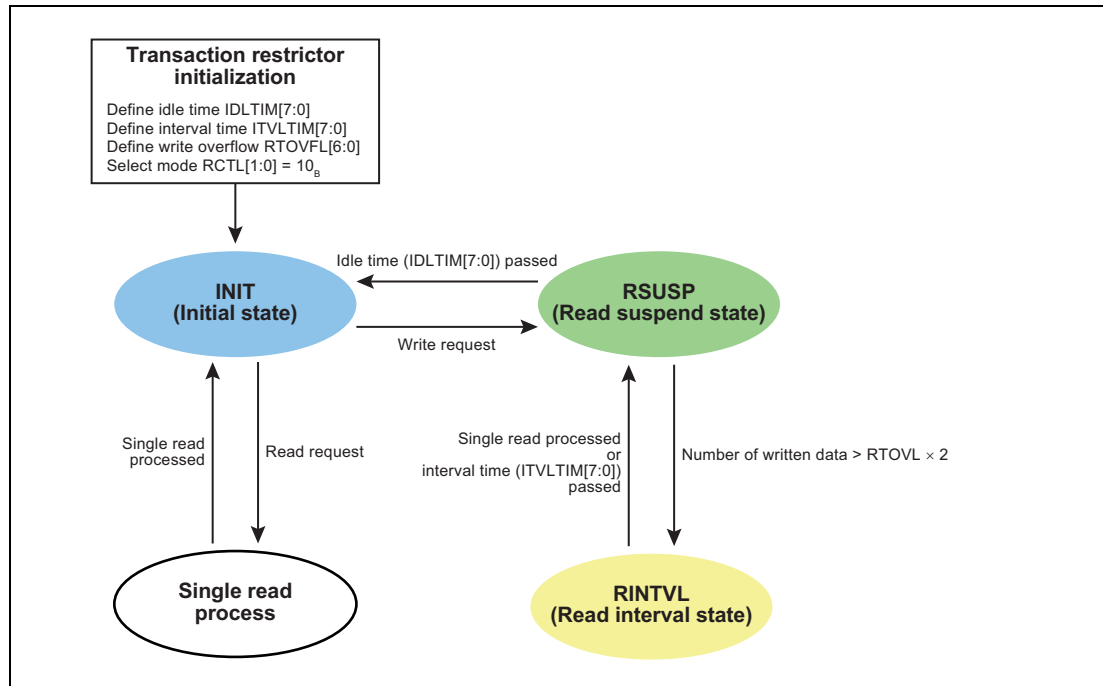 Transaction restrictor
initialization
Define idle time IDLTIM[7:0]
Define interval time ITVLTIM[7:0]
Define write overflow RTOVFL[6:0]
Select mode RCTL[1:0] = 10B
Idle time (IDLTIM[7:0]) passed
INIT
(Initial state)
RSUSP
(Read suspend state)
Write request
Single read
processed
Read request
Single read processed
or
interval time (ITVLTIM[7:0])
passed
Number of written data > RTOVL × 2
Single read
process
RINTVL
(Read interval state)